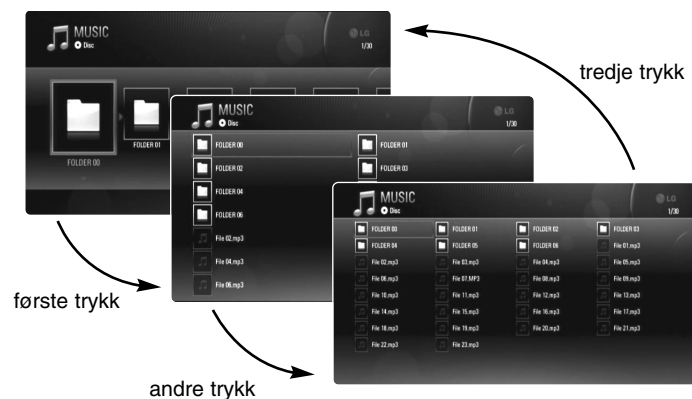 MUSIC
Disc
LG
1/30
FOLDER 00
FOLDER 01
første trykk
MUSIC
Disc
LG
1/30
FOLDER 00 FOLDER 01
FOLDER 02 FOLDER 03
FOLDER 04
FOLDER 06
File 02.mp3
File 04.mp3
File 06.mp3
andre trykk
MUSIC
Disc
LG
1/30
FOLDER 00 FOLDER 01 FOLDER 02 FOLDER 03
FOLDER 04 FOLDER 05 FOLDER 06 File 01.mp3
File 02.mp3 File 03.mp3 File 04.mp3 File 05.mp3
File 06.mp3 File 07.MP3 File 08.mp3 File 09.mp3
File 10.mp3 File 11.mp3 File 12.mp3 File 13.mp3
File 14.mp3 File 15.mp3 File 16.mp3 File 17.mp3
File 18.mp3 File 19.mp3 File 20.mp3 File 21.mp3
File 22.mp3 File 23.mp3
tredje trykk